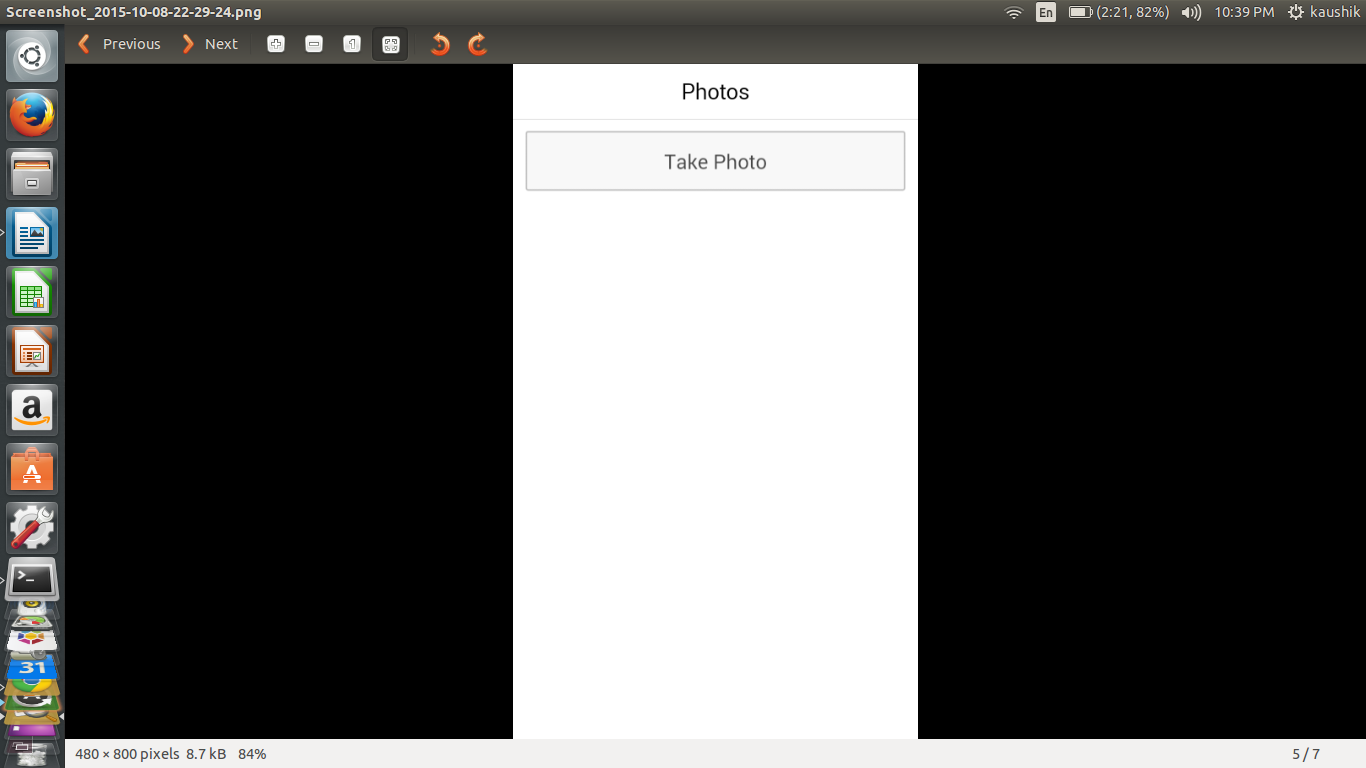 Screenshot_2015-10-08-22-29-24.png
En (2:21, 82%) 10:39 PM kaushik
Previous Next 1
Photos
Take Photo
a
A
>_
31
480 × 800 pixels 8.7 kB 84% 5 / 7